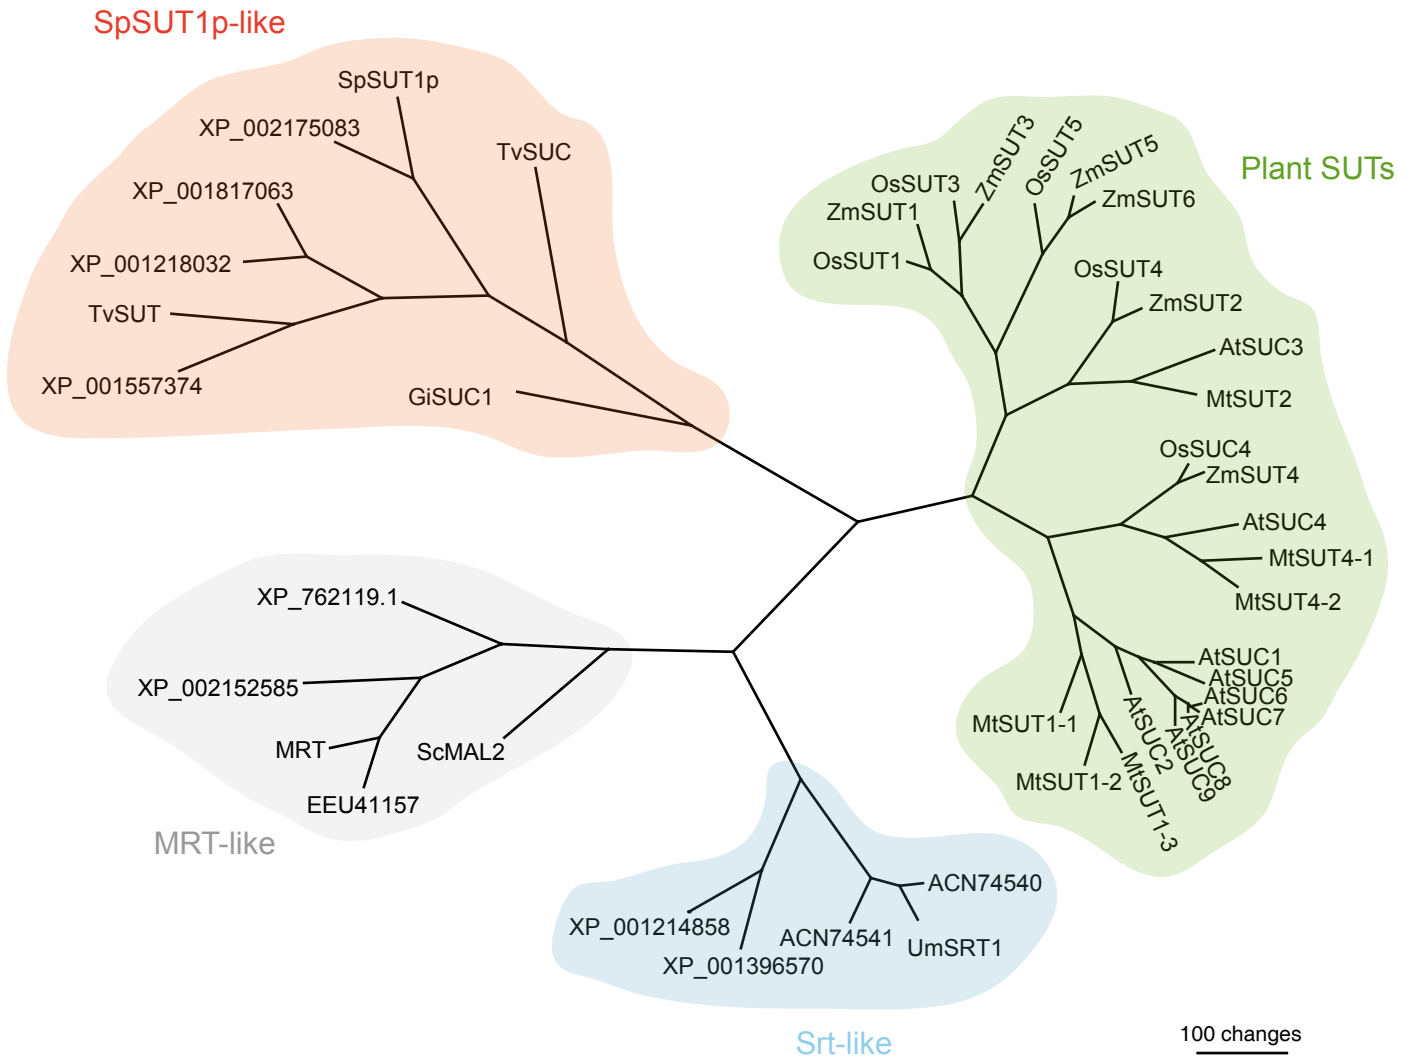 SpSUT1p-like
SpSUT1p
XP_002175083
TvSUC
XP_001817063
XP_001218032
TvSUT
XP_001557374
GiSUC1
Plant SUTs
ZmSUT3
OsSUT5
ZmSUT5
OsSUT3
ZmSUT6
ZmSUT1
OsSUT1
OsSUT4
ZmSUT2
AtSUC3
MtSUT2
OsSUC4
ZmSUT4
AtSUC4
MtSUT4-1
MtSUT4-2
AtSUC1
AtSUC5
AtSUC6
AtSUC7
AtSUC8
AtSUC9
AtSUC2
MtSUT1-1
MtSUT1-2
MtSUT1-3
XP_762119.1
XP_002152585
MRT
ScMAL2
EEU41157
MRT-like
ACN74540
XP_001214858
ACN74541
UmSRT1
XP_001396570
Srt-like
100 changes